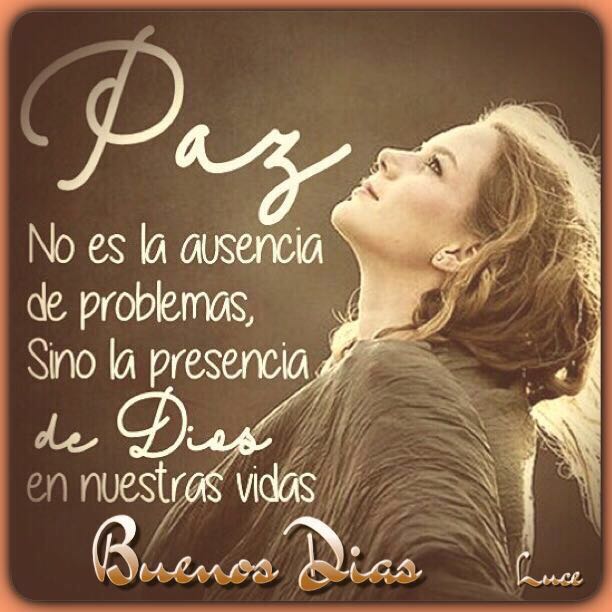 Paz
No es la ausencia
de problemas,
Sino la presencia
de Dios
en nuestras vidas
Buenos Dias
Luce